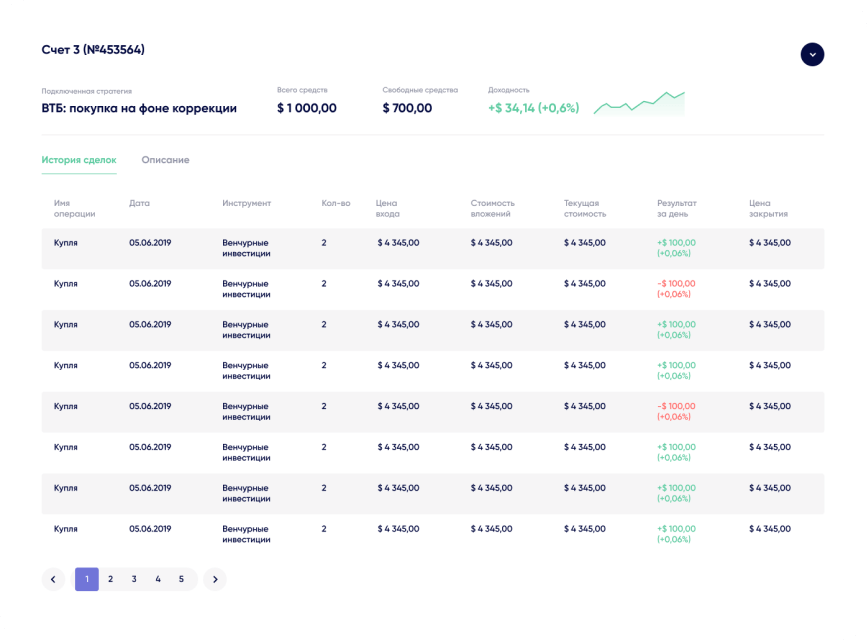 Счет 3 (№453564)
Подключенная стратегия
Всего средств
Свободные средства
Доходность
ВТБ: покупка на фоне коррекции
$ 1 000,00
$ 700,00
+$ 34,14 (+0,6%)
История сделок
Описание
Имя операции
Дата
Инструмент
Кол-во
Цена входа
Стоимость вложений
Текущая стоимость
Результат за день
Цена закрытия
Купля 05.06.2019 Венчурные 2 $ 4 345,00 $ 4 345,00 $ 4 345,00 +$ 100,00 $ 4 345,00
инвестиции (+0,06%)
Купля 05.06.2019 Венчурные 2 $ 4 345,00 $ 4 345,00 $ 4 345,00 -$ 100,00 $ 4 345,00
инвестиции (+0,06%)
Купля 05.06.2019 Венчурные 2 $ 4 345,00 $ 4 345,00 $ 4 345,00 +$ 100,00 $ 4 345,00
инвестиции (+0,06%)
Купля 05.06.2019 Венчурные 2 $ 4 345,00 $ 4 345,00 $ 4 345,00 +$ 100,00 $ 4 345,00
инвестиции (+0,06%)
Купля 05.06.2019 Венчурные 2 $ 4 345,00 $ 4 345,00 $ 4 345,00 -$ 100,00 $ 4 345,00
инвестиции (+0,06%)
Купля 05.06.2019 Венчурные 2 $ 4 345,00 $ 4 345,00 $ 4 345,00 +$ 100,00 $ 4 345,00
инвестиции (+0,06%)
Купля 05.06.2019 Венчурные 2 $ 4 345,00 $ 4 345,00 $ 4 345,00 +$ 100,00 $ 4 345,00
инвестиции (+0,06%)
Купля 05.06.2019 Венчурные 2 $ 4 345,00 $ 4 345,00 $ 4 345,00 +$ 100,00 $ 4 345,00
инвестиции (+0,06%)
1 2 3 4 5